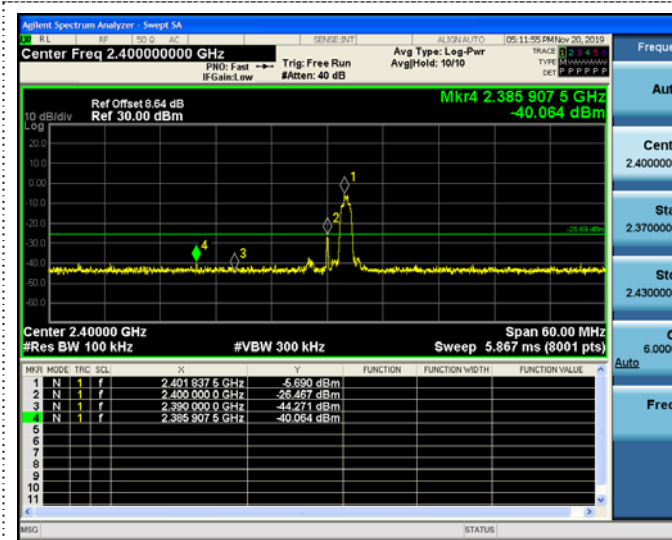 Agilent Spectrum Analyzer - Swept SA
RL RF 50 Ω AC SENSE:INT ALIGN AUTO 05:11:55 PM Nov 20, 2019
Center Freq 2.400000000 GHz
PNO: Fast
IFGain:Low
Trig: Free Run
#Atten: 40 dB
Avg Type: Log-Pwr
Avg|Hold: 10/10
TRACE 1 2 3 4 5 6
TYPE M
DET P P P P P P
Ref Offset 8.64 dB
Ref 30.00 dBm
10 dB/div
Log
Mkr4 2.385 907 5 GHz
-40.064 dBm
20.0
10.0
0.00
-10.0
-20.0
-30.0
-40.0
-50.0
-60.0
1
2
3
4
-25.69 dBm
Center 2.40000 GHz Span 60.00 MHz
#Res BW 100 kHz #VBW 300 kHz Sweep 5.867 ms (8001 pts)
MKR MODE TRC SCL X Y FUNCTION FUNCTION WIDTH FUNCTION VALUE
1 N 1 f 2.401 837 5 GHz -5.690 dBm
2 N 1 f 2.400 000 0 GHz -26.467 dBm
3 N 1 f 2.390 000 0 GHz -44.271 dBm
4 N 1 f 2.385 907 5 GHz -40.064 dBm
5
6
7
8
9
10
11
MSG STATUS
Freque
Aut
Cent
2.400000
Sta
2.370000
Sto
2.430000
C
6.000
Auto
Freq